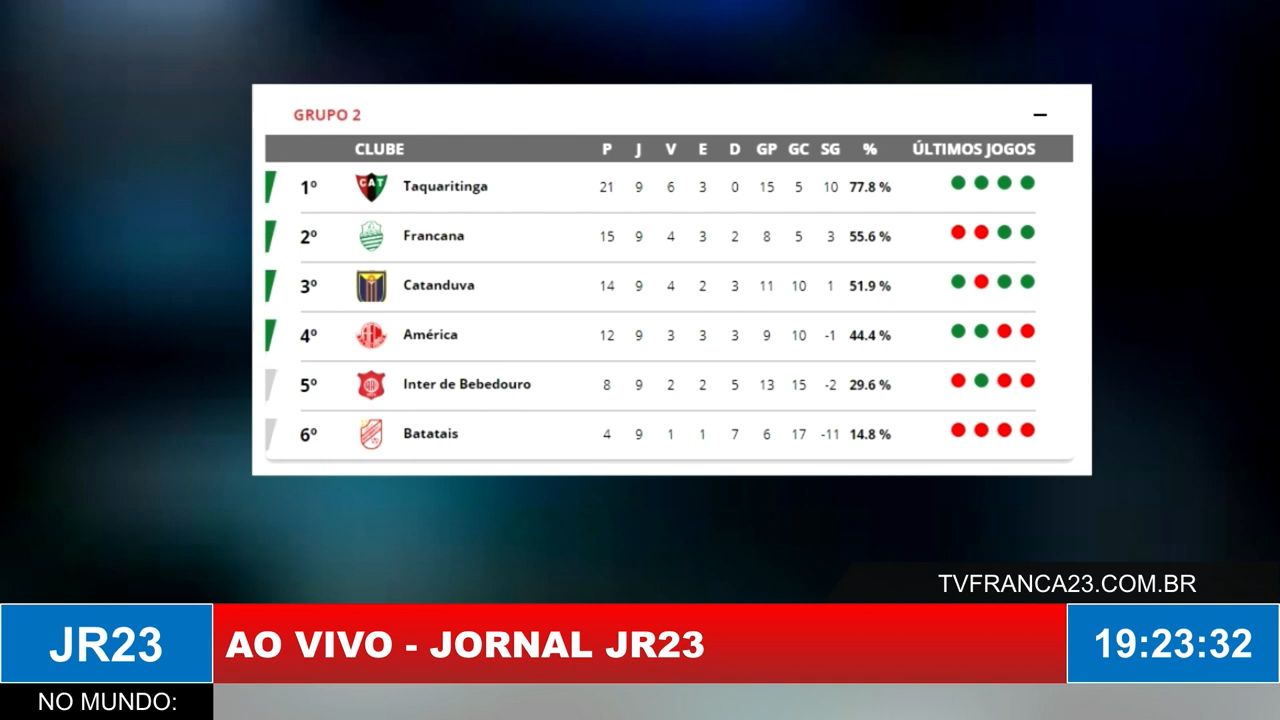 GRUPO 2
CLUBE P J V E D GP GC SG % ÚLTIMOS JOGOS
1º CAT Taquaritinga 21 9 6 3 0 15 5 10 77.8 %
2º Francana 15 9 4 3 2 8 5 3 55.6 %
3º Catanduva 14 9 4 2 3 11 10 1 51.9 %
4º América 12 9 3 3 3 9 10 -1 44.4 %
5º Inter de Bebedouro 8 9 2 2 5 13 15 -2 29.6 %
6º Batatais 4 9 1 1 7 6 17 -11 14.8 %
TVFRANCA23.COM.BR
JR23 AO VIVO - JORNAL JR23 19:23:32
NO MUNDO: